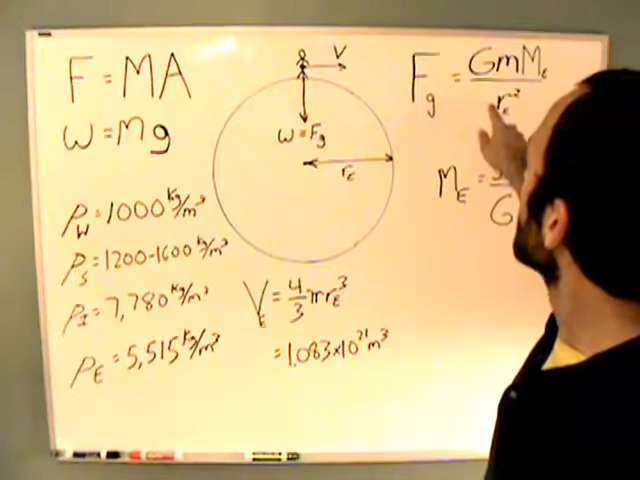 F = MA
W = Mg
ρW = 1000 kg/m³
ρS = 1200-1600 kg/m³
ρI = 7,780 kg/m³
ρE = 5,515 kg/m³
V
W = Fg
rE
VE = 4/3 πrE³
= 1.083×10²¹ m³
Fg = GmME / rE²
ME = G